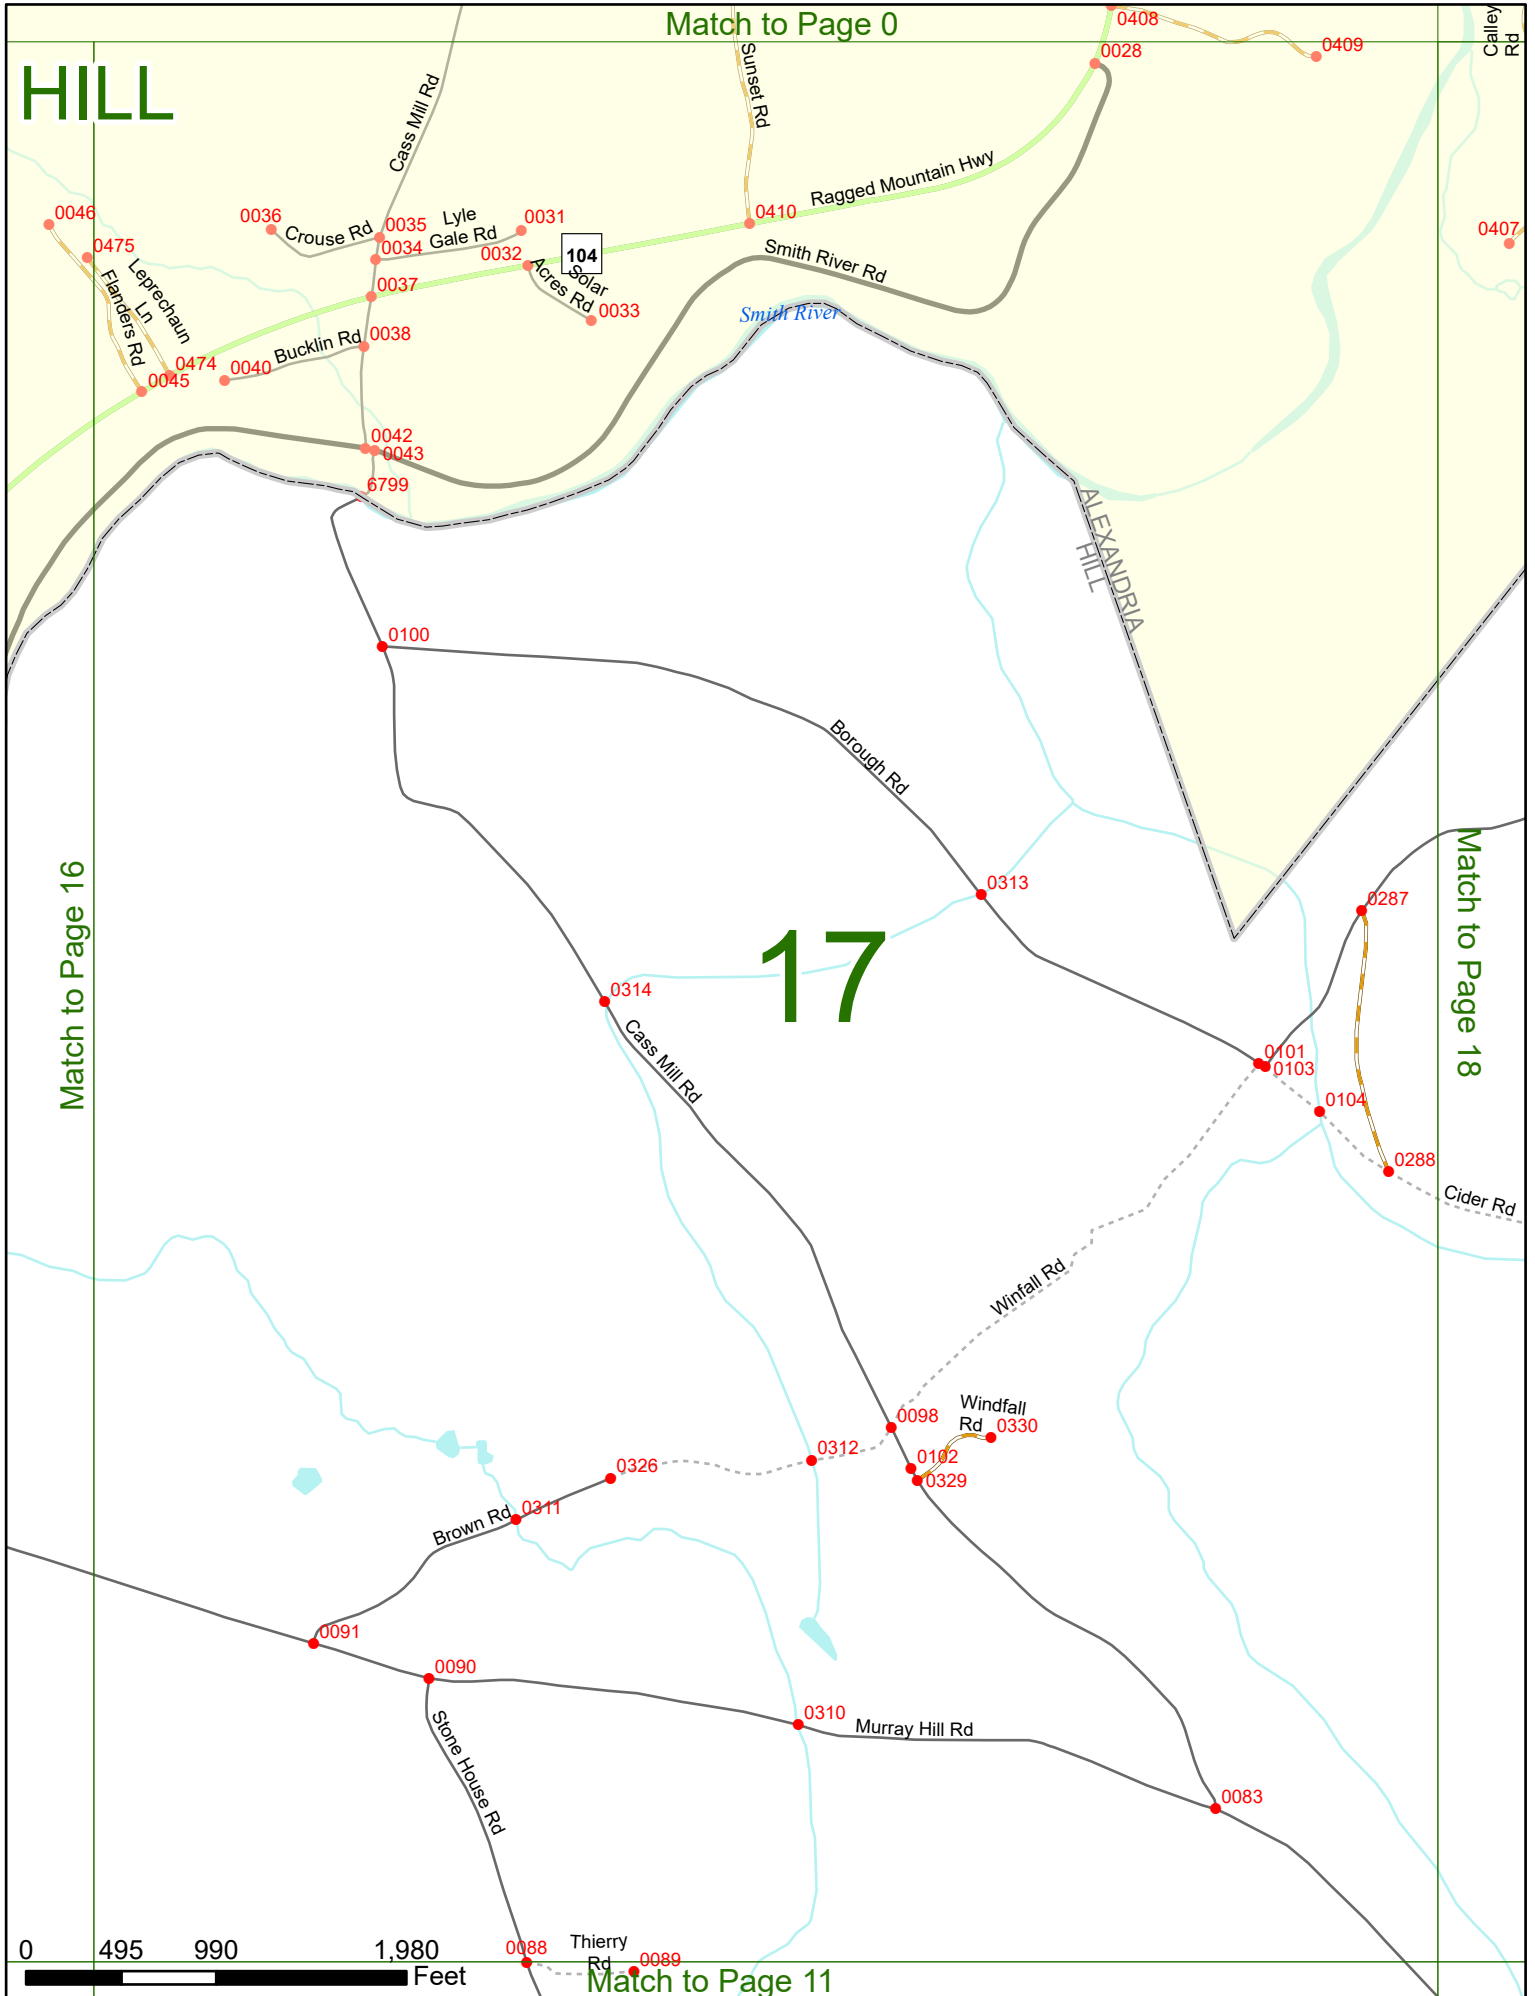 Match to Page 0
HILL
0408
0409
0028
Calley
Rd
Cass Mill Rd
Sunset Rd
0046
0036
Crouse Rd
0035
Lyle
Gale Rd
0031
0034
0410
Ragged Mountain Hwy
0407
0475
Leprechaun
Ln
Flanders Rd
0032
104
Solar
Acres Rd
0033
Smith River Rd
Smith River
0037
0038
Bucklin Rd
0040
0474
0045
0042
0043
6799
ALEXANDRIA
HILL
0100
Borough Rd
Match to Page 16
Match to Page 18
0313
0287
17
0314
Cass Mill Rd
0101
0103
0104
0288
Cider Rd
Winfall Rd
Windfall
Rd
0330
0098
0102
0329
0312
0326
0311
Brown Rd
0091
0090
0310
Murray Hill Rd
Stone House Rd
0083
0 495 990 1,980
Feet
0088
Thierry
Rd
0089
Match to Page 11